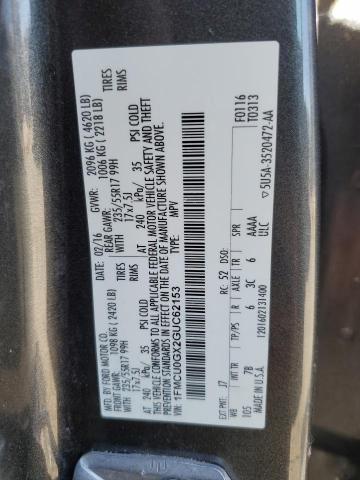 MFD. BY FORD MOTOR CO.
DATE: 02/16 GVWR: 2096 KG ( 4620 LB)
FRONT GAWR: 1098 KG ( 2420 LB) REAR GAWR: 1006 KG ( 2218 LB)
235/55R17 99H WITH 235/55R17 99H TIRES
17x7.5J 17x7.5J RIMS
AT 240 kPa/ 35 PSI COLD AT 240 kPa/ 35 PSI COLD
THIS VEHICLE CONFORMS TO ALL APPLICABLE FEDERAL MOTOR VEHICLE SAFETY AND THEFT
PREVENTION STANDARDS IN EFFECT ON THE DATE OF MANUFACTURE SHOWN ABOVE.
VIN: 1FMCU0GX2GUC62153 TYPE: MPV
F0116
T0313
EXT PNT: J7 RC: 52 DSO:
WB INT TR TP/PS R AXLE TR SPR
105 7B 6 3C 6 AAAA
ULC
MADE IN U.S.A. 1201602131400
5U5A-3520472-AA